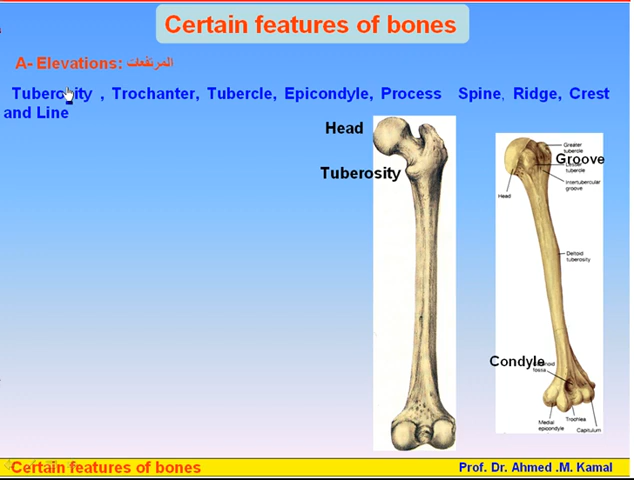 Certain features of bones
A- Elevations: المرتفعات
Tuberosity , Trochanter, Tubercle, Epicondyle, Process Spine, Ridge, Crest
and Line
Head
Tuberosity
Greater
tubercle
Groove
tubercle
Intertubercular
groove
Head
Deltoid
tuberosity
Condyle
fossa
Medial
epicondyle
Trochlea
Capitulum
Certain features of bones
Prof. Dr. Ahmed .M. Kamal